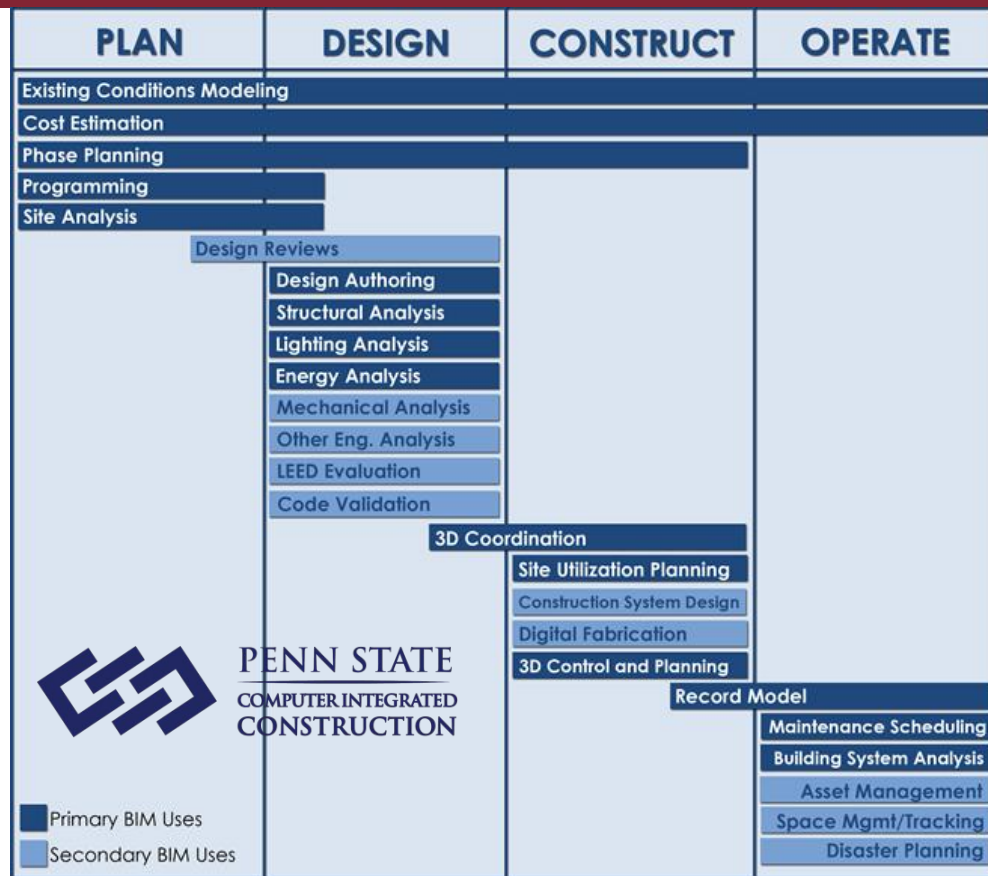 PLAN
DESIGN
CONSTRUCT
OPERATE
Existing Conditions Modeling
Cost Estimation
Phase Planning
Programming
Site Analysis
Design Reviews
Design Authoring
Structural Analysis
Lighting Analysis
Energy Analysis
Mechanical Analysis
Other Eng. Analysis
LEED Evaluation
Code Validation
3D Coordination
Site Utilization Planning
Construction System Design
Digital Fabrication
3D Control and Planning
Record Model
Maintenance Scheduling
Building System Analysis
Asset Management
Space Mgmt/Tracking
Disaster Planning
PENN STATE
COMPUTER INTEGRATED
CONSTRUCTION
Primary BIM Uses
Secondary BIM Uses